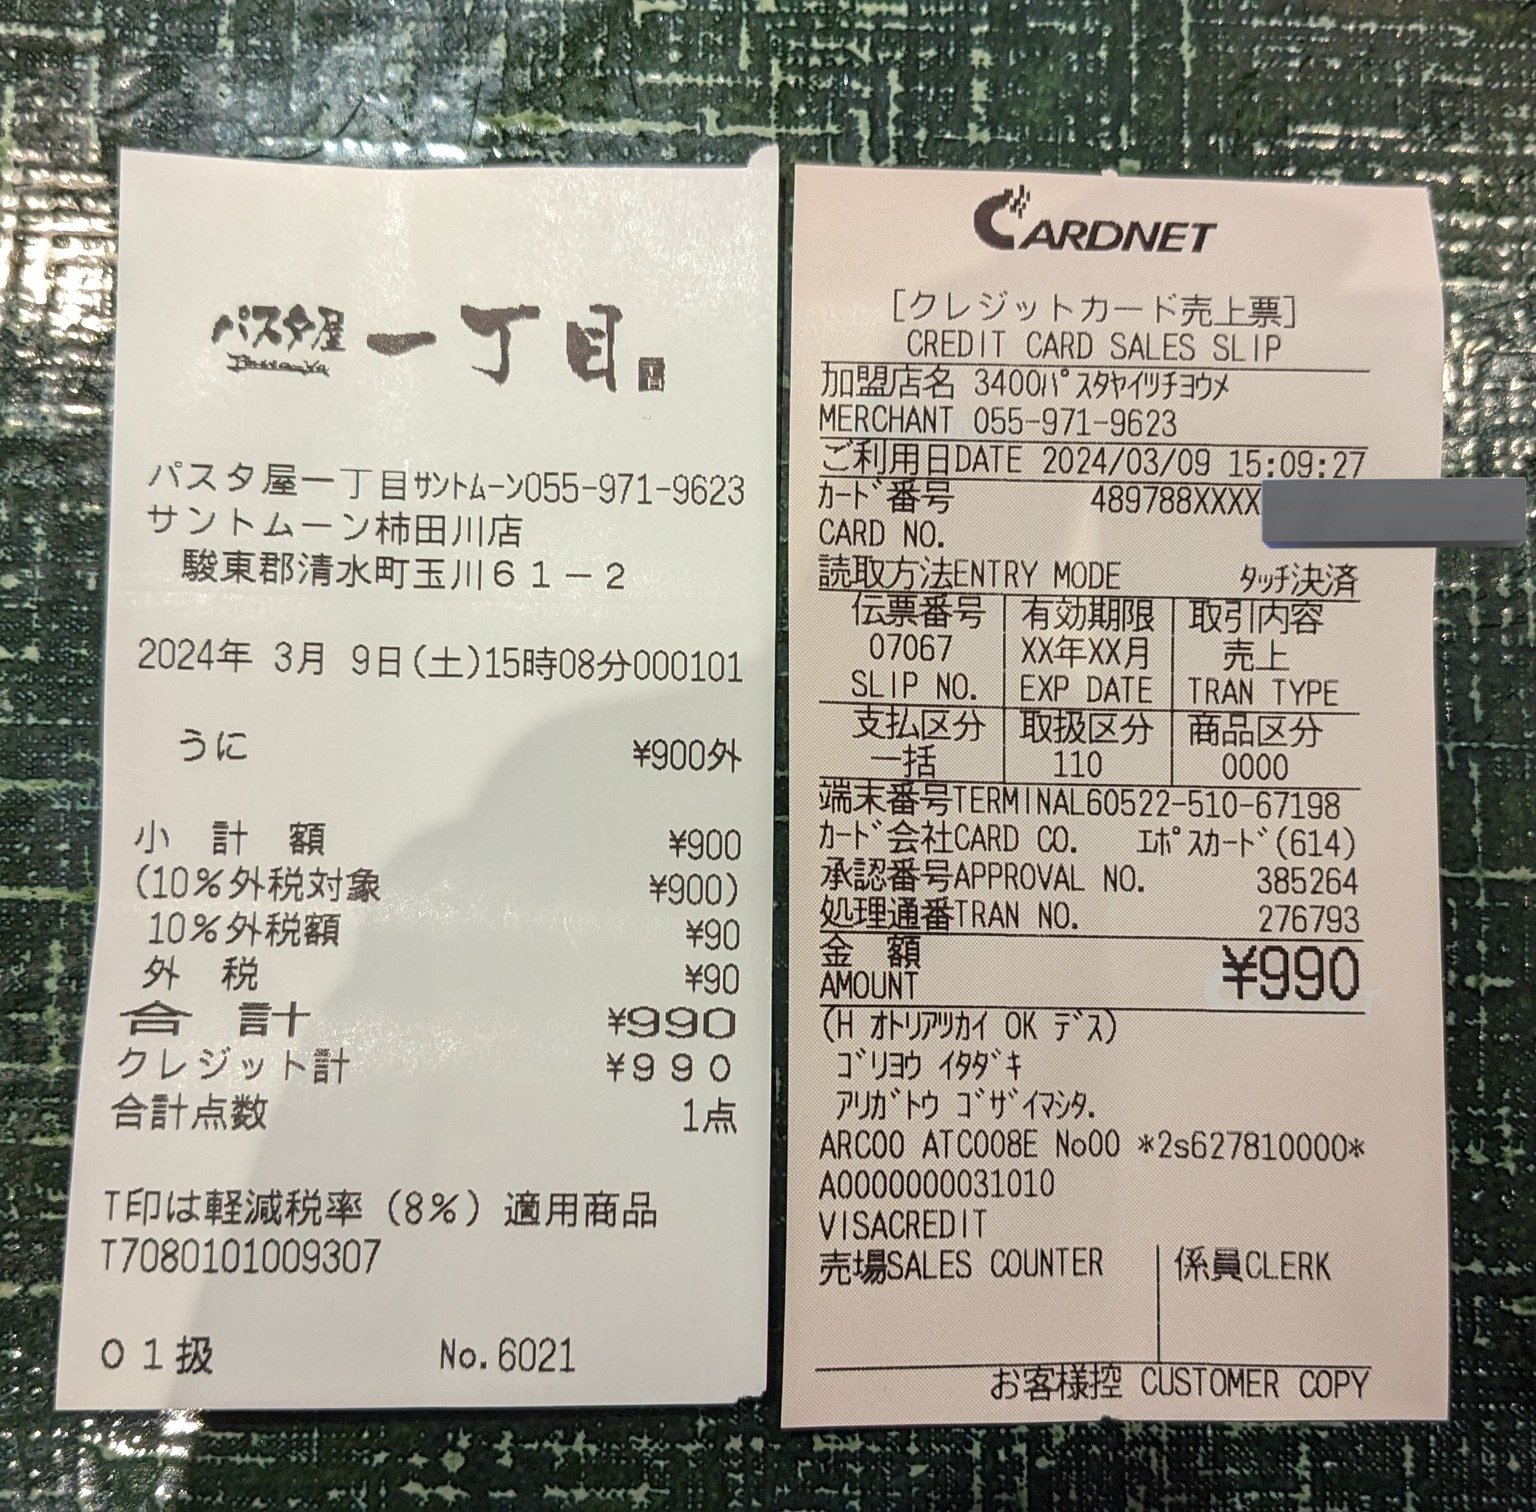 パスタ屋 一丁目
パスタ屋一丁目ｻﾝﾄﾑｰﾝ055-971-9623
サントムーン柿田川店
駿東郡清水町玉川６１－２
2024年 3月 9日(土)15時08分000101
うに ¥900外
小 計 額 ¥900
(10%外税対象 ¥900)
10%外税額 ¥90
外 税 ¥90
合 計 ¥990
クレジット計 ¥９９０
合計点数 1点
T印は軽減税率（8%）適用商品
T7080101009307
０１扱 No.6021
CARDNET
[クレジットカード売上票]
CREDIT CARD SALES SLIP
加盟店名 3400ﾊﾟｽﾀﾔｲﾂﾁﾖｳﾒ
MERCHANT 055-971-9623
ご利用日DATE 2024/03/09 15:09:27
ｶｰﾄﾞ番号 489788XXXX
CARD NO.
読取方法ENTRY MODE ﾀｯﾁ決済
伝票番号 有効期限 取引内容
07067 XX年XX月 売上
SLIP NO. EXP DATE TRAN TYPE
支払区分 取扱区分 商品区分
一括 110 0000
端末番号TERMINAL60522-510-67198
ｶｰﾄﾞ会社CARD CO. ｴﾎﾟｽｶｰﾄﾞ(614)
承認番号APPROVAL NO. 385264
処理通番TRAN NO. 276793
金 額 ¥990
AMOUNT
(H ｵﾄﾘｱﾂｶｲ OK ﾃﾞｽ)
ｺﾞﾘﾖｳ ｲﾀﾀﾞｷ
ｱﾘｶﾞﾄｳ ｺﾞｻﾞｲﾏｼﾀ.
ARC00 ATC008E No00 *2s627810000*
A0000000031010
VISACREDIT
売場SALES COUNTER 係員CLERK
お客様控 CUSTOMER COPY